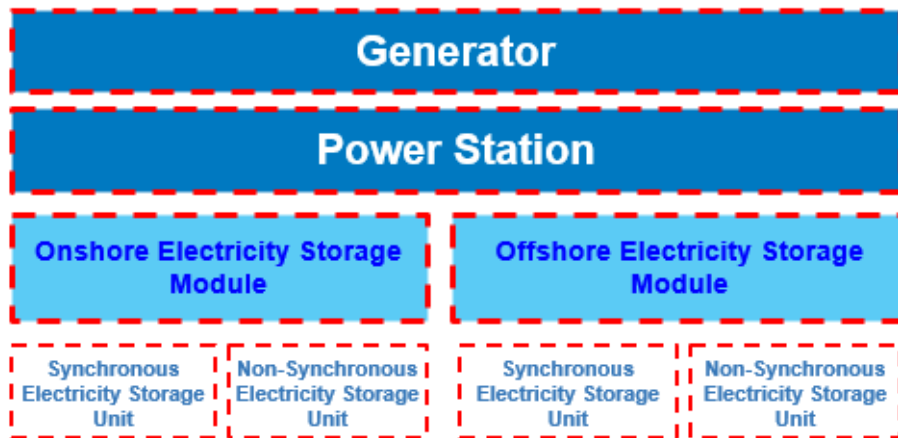 Generator
Power Station
Onshore Electricity Storage
Module
Offshore Electricity Storage
Module
Synchronous
Electricity Storage
Unit
Non-Synchronous
Electricity Storage
Unit
Synchronous
Electricity Storage
Unit
Non-Synchronous
Electricity Storage
Unit